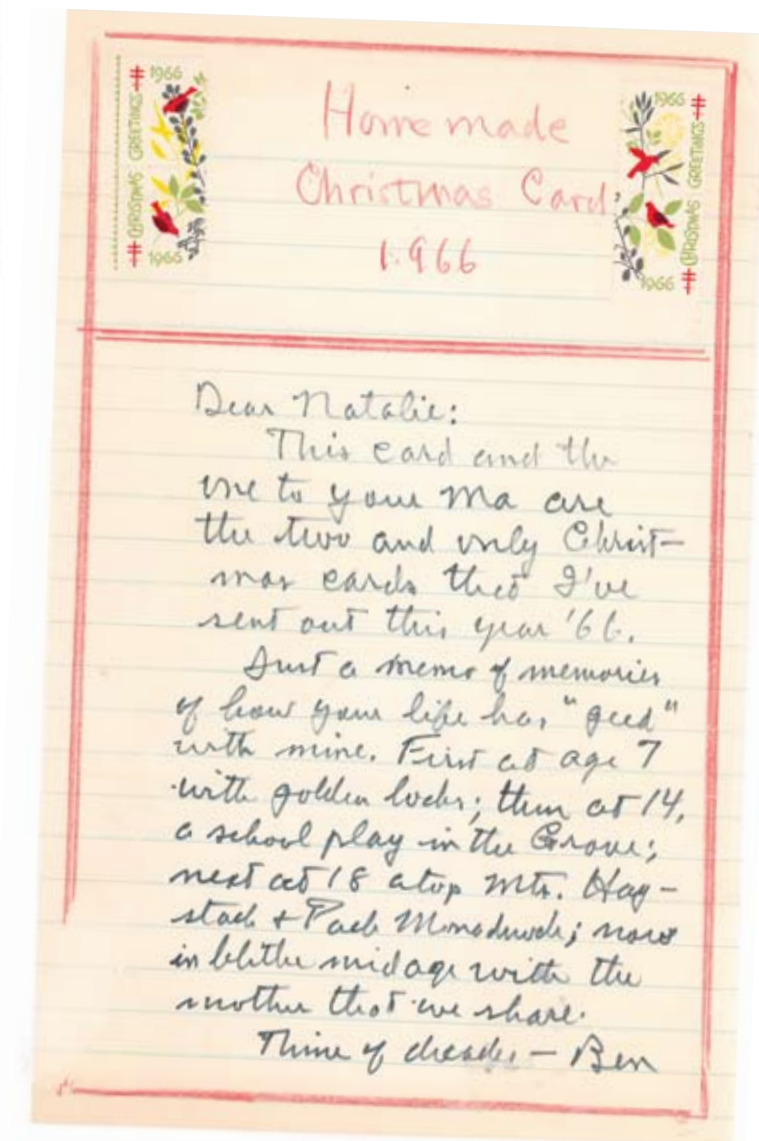 1966
CHRISTMAS GREETINGS
1966
Home made
Christmas Card
1966
1966
CHRISTMAS GREETINGS
1966
Dear Natalie:
This card and the
one to your Ma are
the two and only Christ-
mas cards that I've
sent out this year '66.
Just a memo of memories
of how your life has "geed"
with mine. First at age 7
with golden locks; then at 14,
a school play in the Grove;
next at 18 atop Mts. Hay-
stack & Pack Monadnock; now
in blithe midage with the
mother that we share.
Thine of decades — Ben